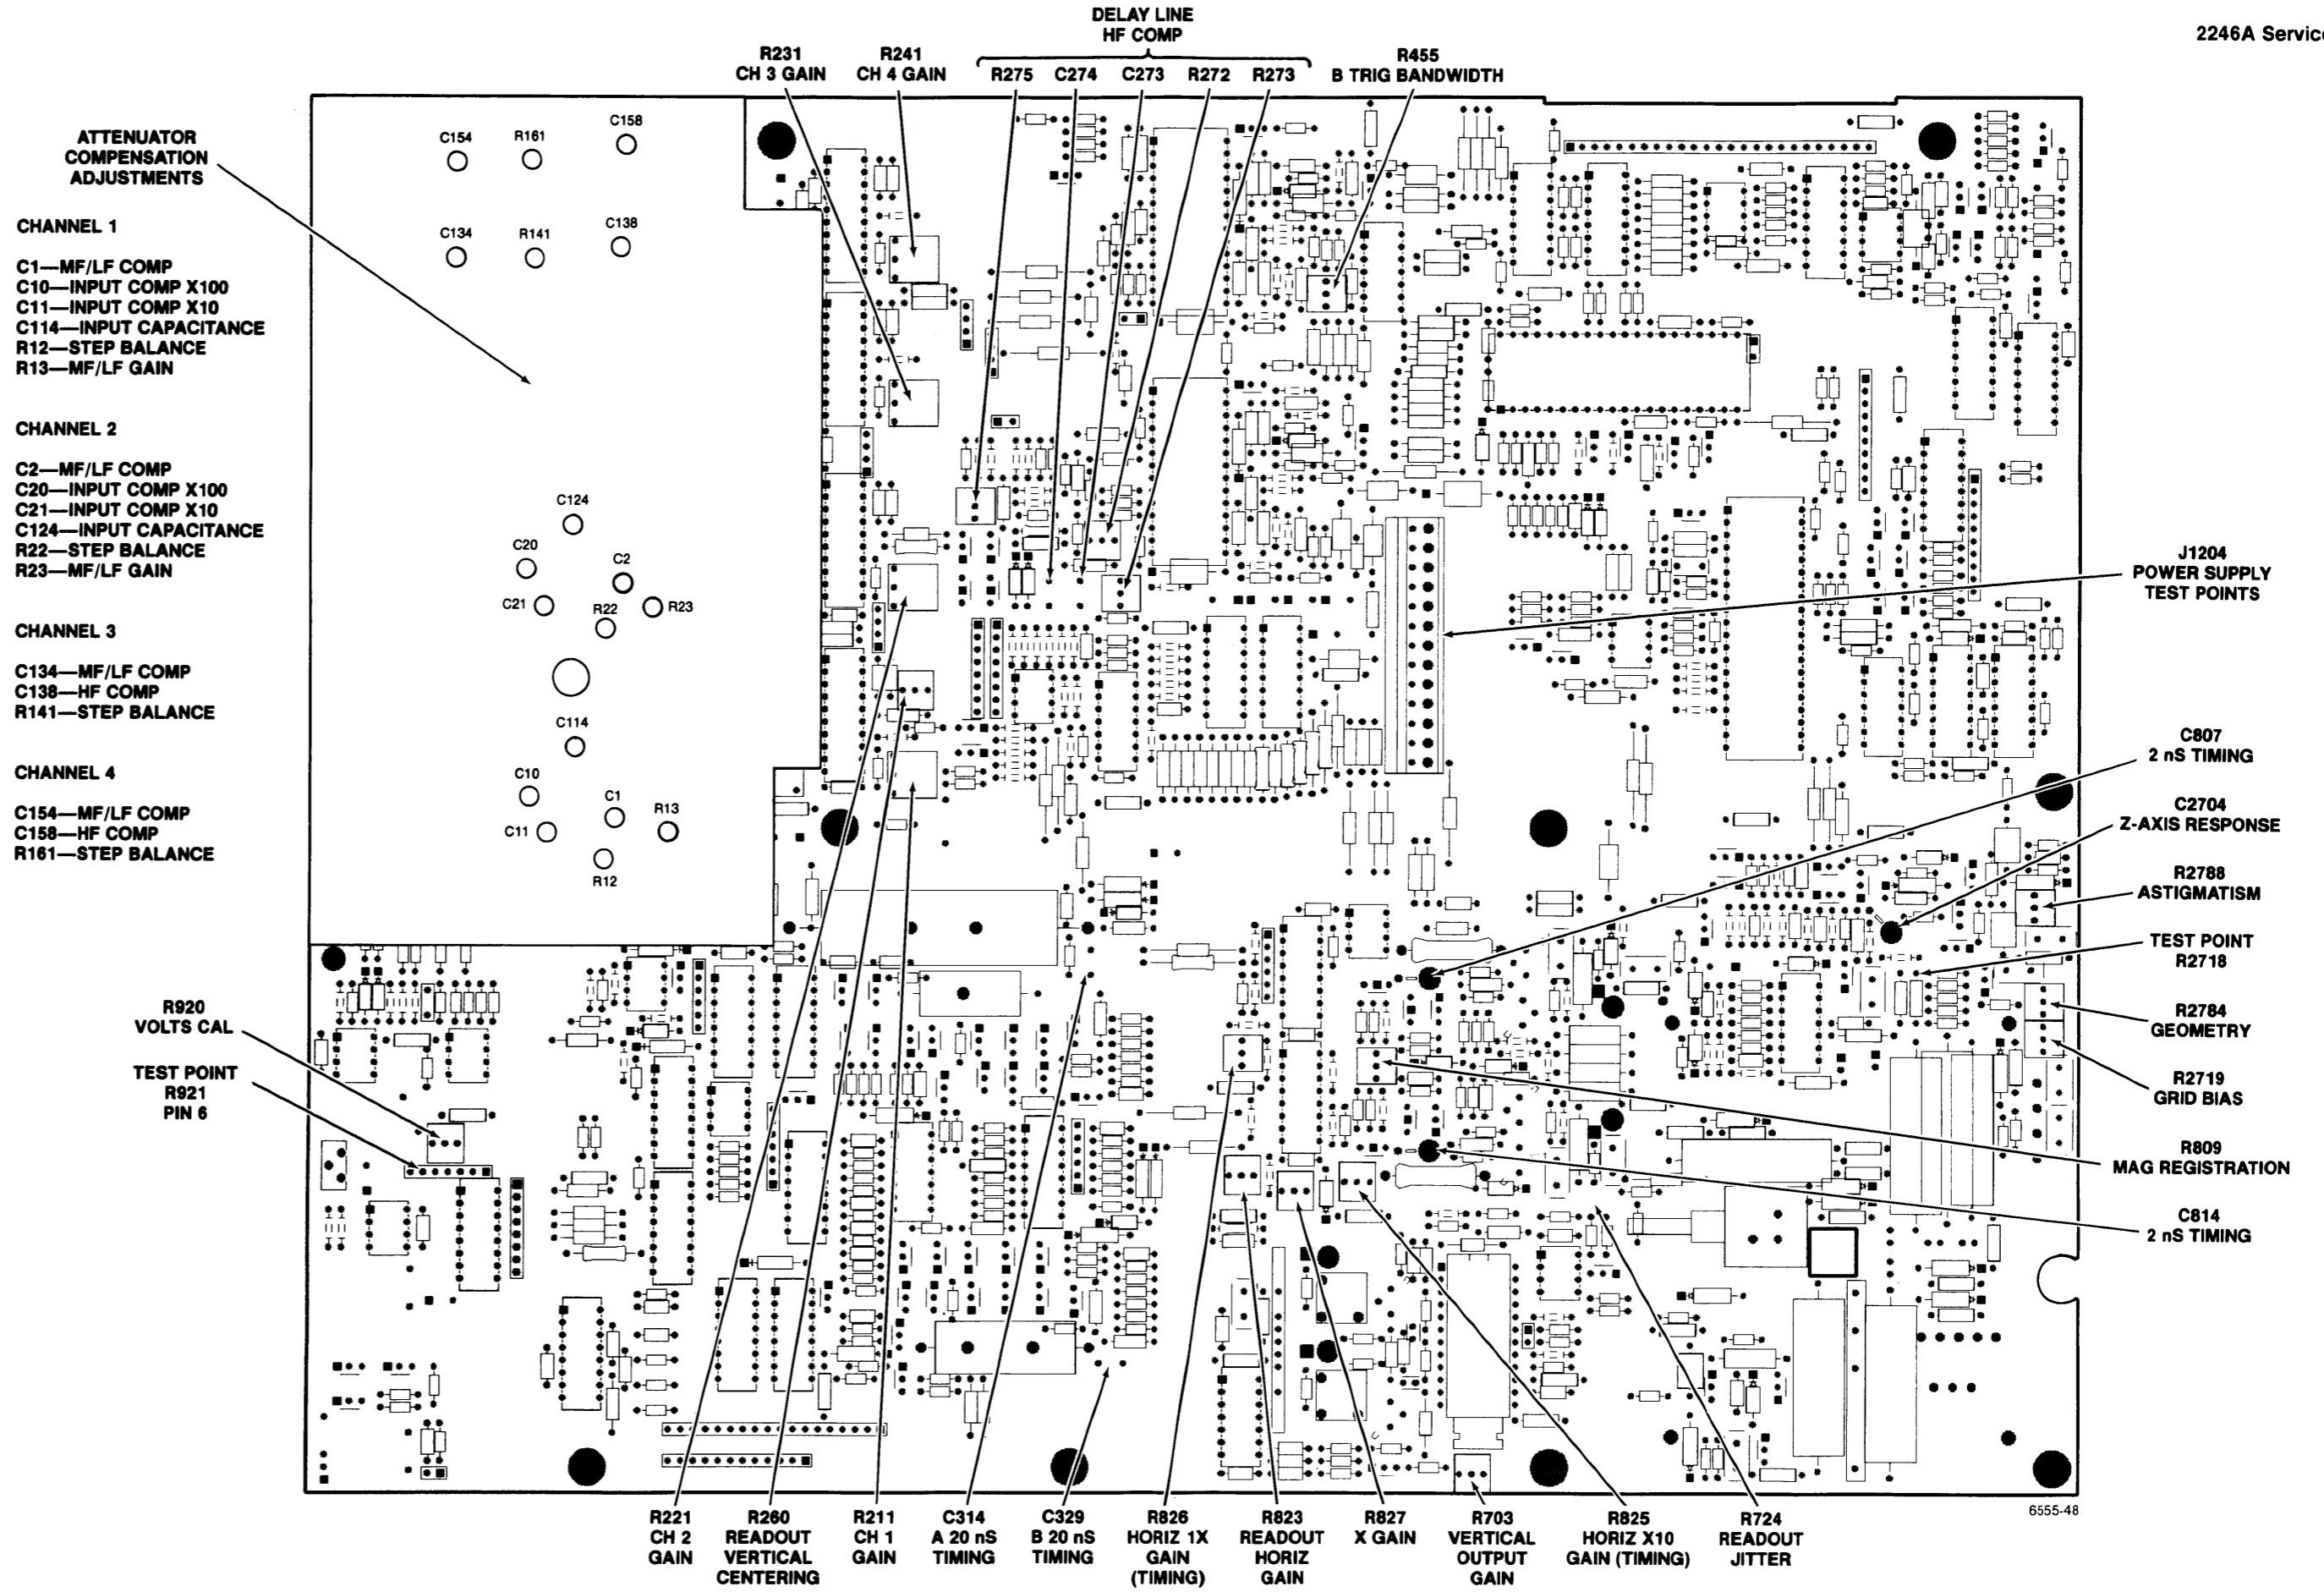 2246A Service
DELAY LINE
HF COMP
R231
CH 3 GAIN
R241
CH 4 GAIN
R275
C274
C273
R272
R273
R455
B TRIG BANDWIDTH
ATTENUATOR
COMPENSATION
ADJUSTMENTS
CHANNEL 1
C1—MF/LF COMP
C10—INPUT COMP X100
C11—INPUT COMP X10
C114—INPUT CAPACITANCE
R12—STEP BALANCE
R13—MF/LF GAIN
CHANNEL 2
C2—MF/LF COMP
C20—INPUT COMP X100
C21—INPUT COMP X10
C124—INPUT CAPACITANCE
R22—STEP BALANCE
R23—MF/LF GAIN
CHANNEL 3
C134—MF/LF COMP
C138—HF COMP
R141—STEP BALANCE
CHANNEL 4
C154—MF/LF COMP
C158—HF COMP
R161—STEP BALANCE
R920
VOLTS CAL
TEST POINT
R921
PIN 6
C154
R161
C158
C134
R141
C138
C124
C20
C2
C21
R22
R23
C114
C10
C1
R13
C11
R12
J1204
POWER SUPPLY
TEST POINTS
C807
2 nS TIMING
C2704
Z-AXIS RESPONSE
R2788
ASTIGMATISM
TEST POINT
R2718
R2784
GEOMETRY
R2719
GRID BIAS
R809
MAG REGISTRATION
C814
2 nS TIMING
6555-48
R221
CH 2
GAIN
R260
READOUT
VERTICAL
CENTERING
R211
CH 1
GAIN
C314
A 20 nS
TIMING
C329
B 20 nS
TIMING
R826
HORIZ 1X
GAIN
(TIMING)
R823
READOUT
HORIZ
GAIN
R827
X GAIN
R703
VERTICAL
OUTPUT
GAIN
R825
HORIZ X10
GAIN (TIMING)
R724
READOUT
JITTER